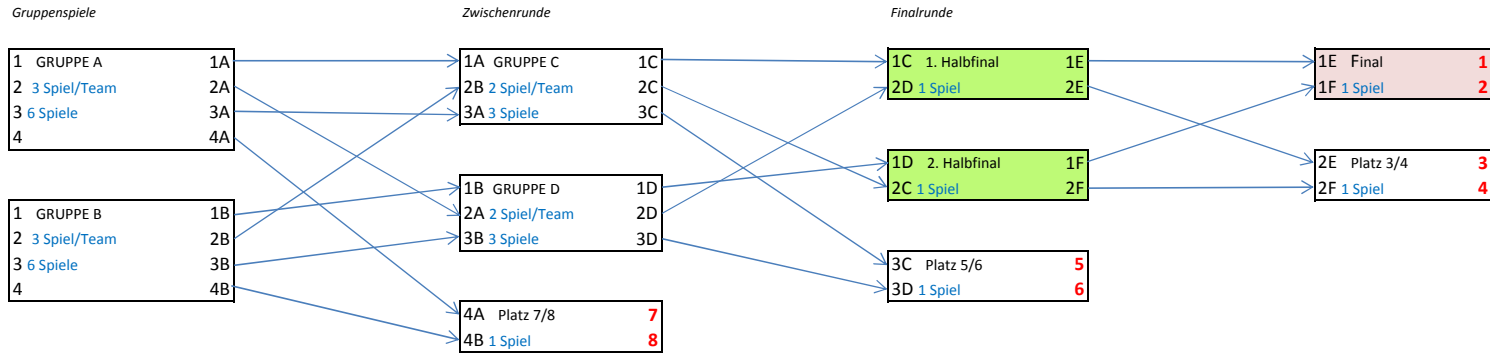 Gruppenspiele
Zwischenrunde
Finalrunde
1 GRUPPE A 1A
2 3 Spiel/Team 2A
3 6 Spiele 3A
4 4A
1 GRUPPE B 1B
2 3 Spiel/Team 2B
3 6 Spiele 3B
4 4B
1A GRUPPE C 1C
2B 2 Spiel/Team 2C
3A 3 Spiele 3C
1B GRUPPE D 1D
2A 2 Spiel/Team 2D
3B 3 Spiele 3D
4A Platz 7/8 7
4B 1 Spiel 8
1C 1. Halbfinal 1E
2D 1 Spiel 2E
1D 2. Halbfinal 1F
2C 1 Spiel 2F
3C Platz 5/6 5
3D 1 Spiel 6
1E Final 1
1F 1 Spiel 2
2E Platz 3/4 3
2F 1 Spiel 4